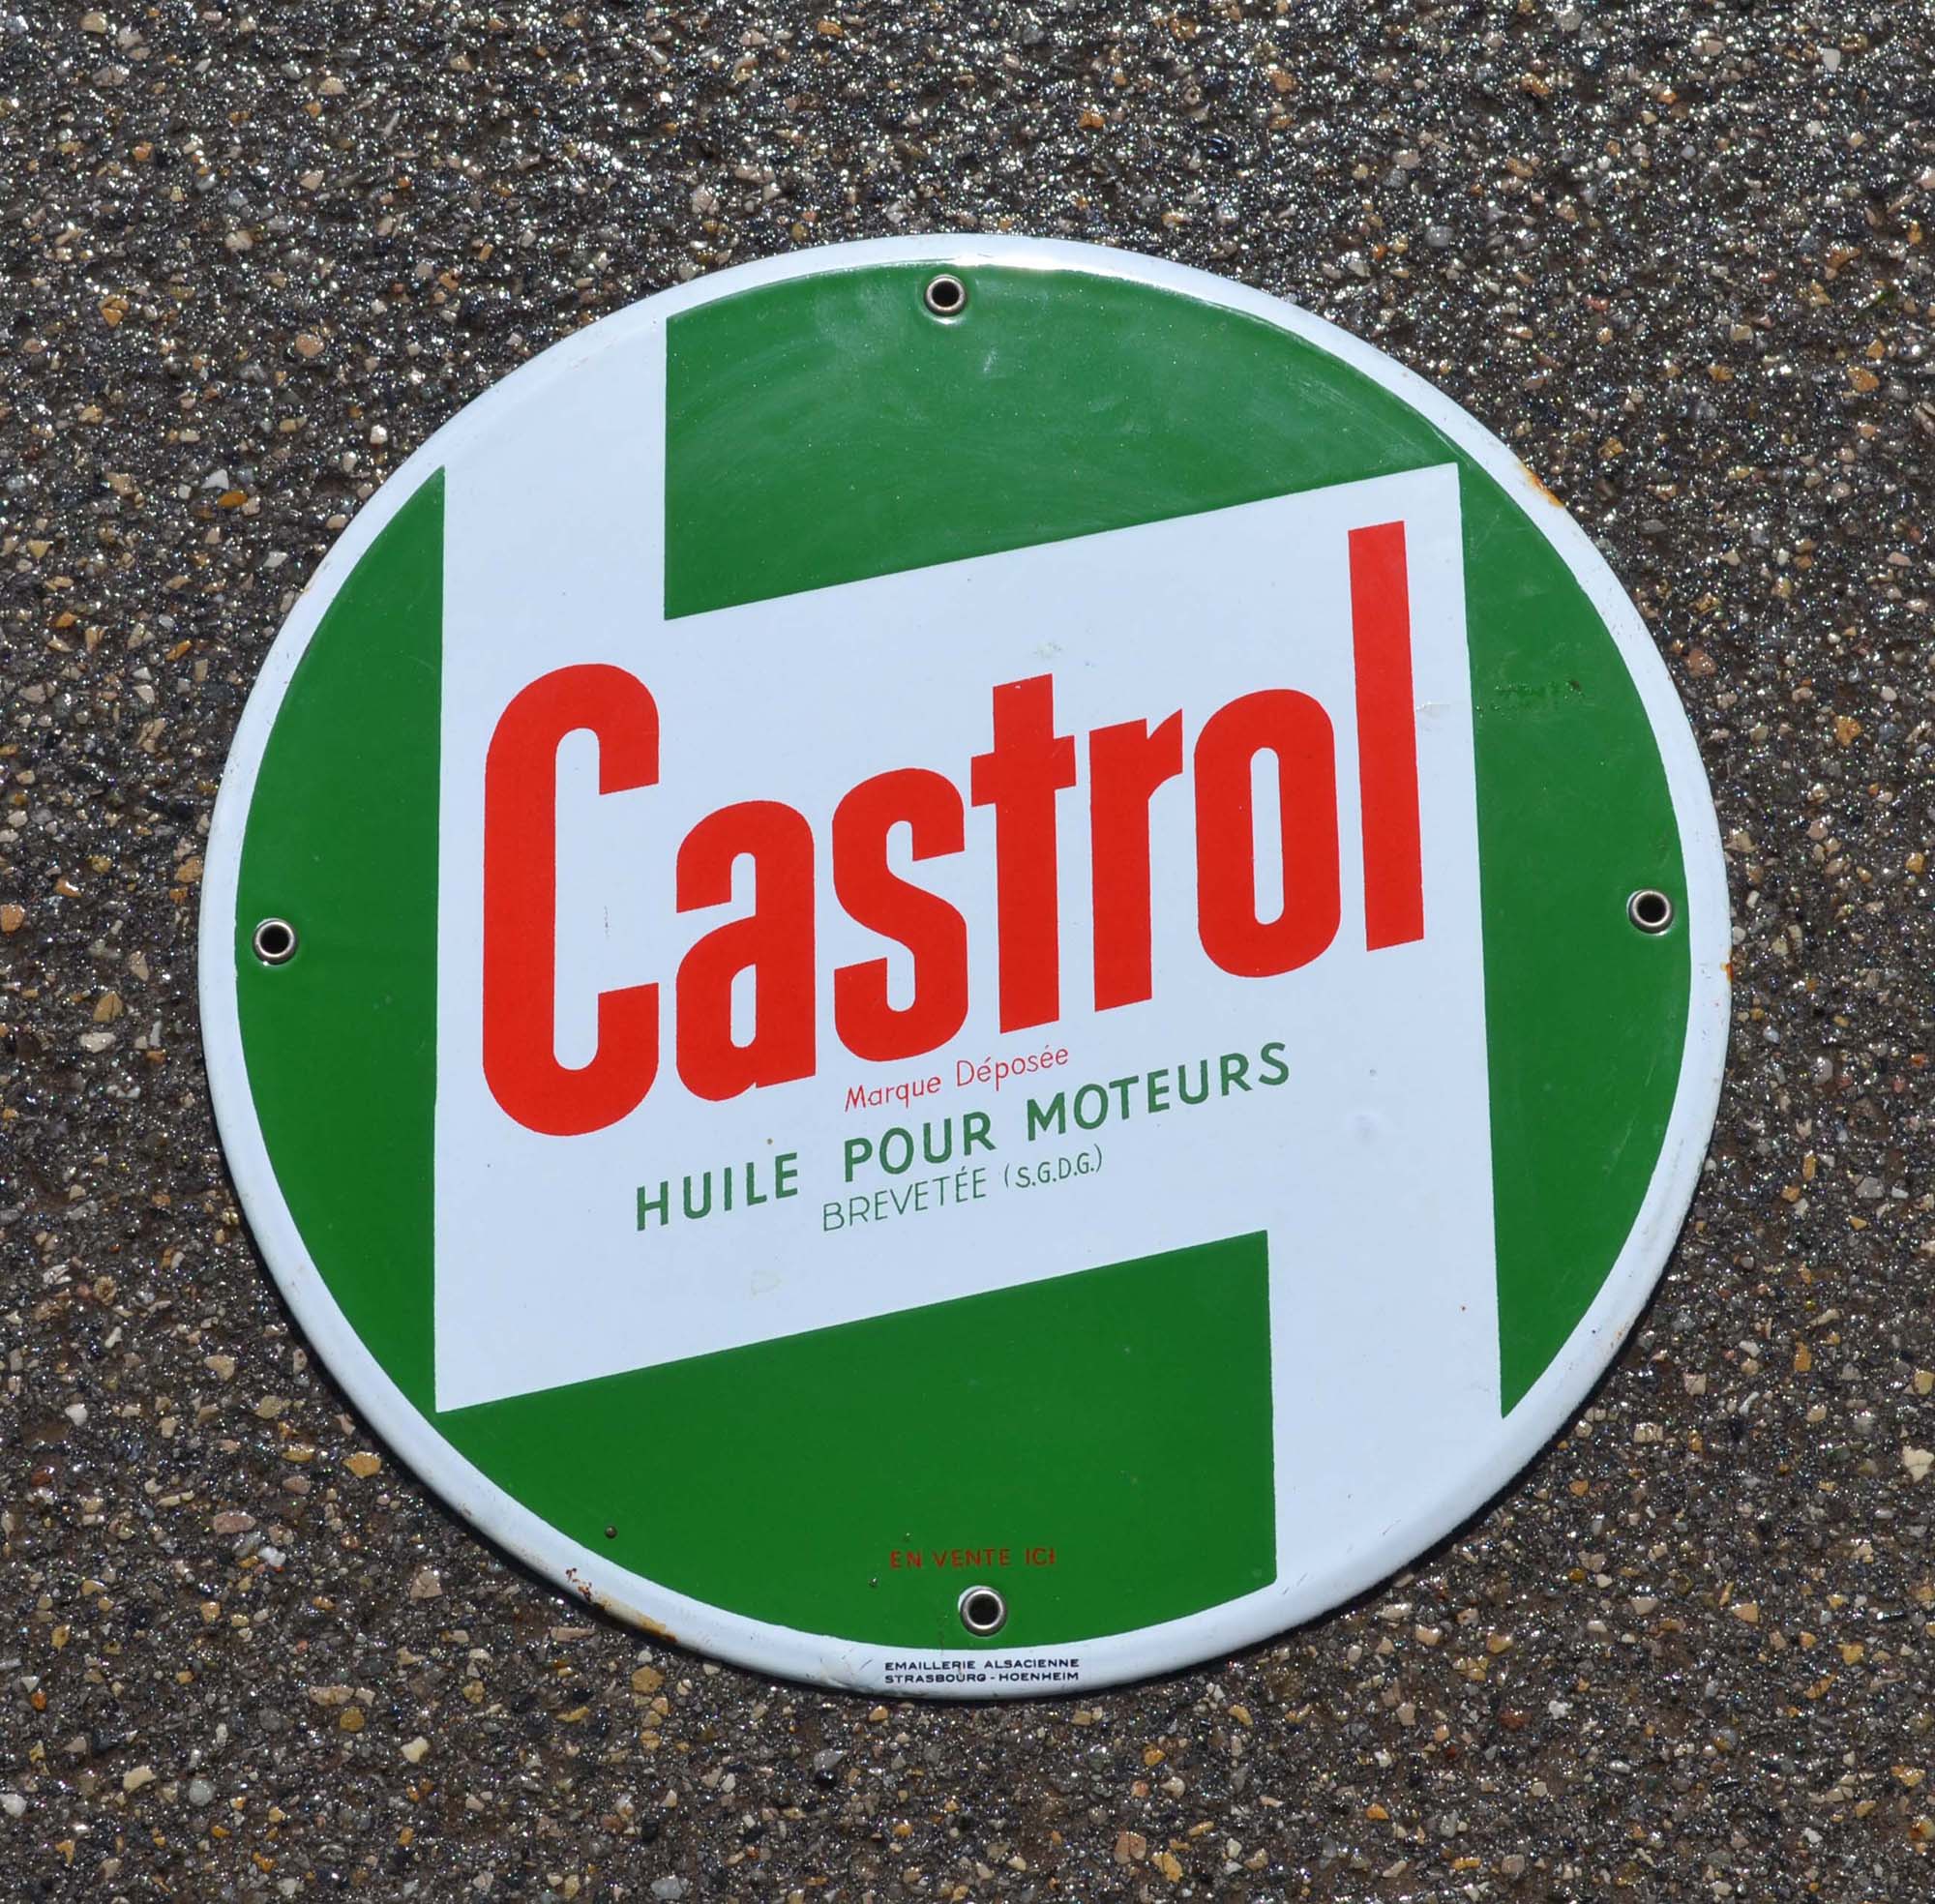 Castrol
Marque Déposée
HUILE POUR MOTEURS
BREVETÉE (S.G.D.G.)
EN VENTE ICI
EMAILLERIE ALSACIENNE
STRASBOURG - HOENHEIM